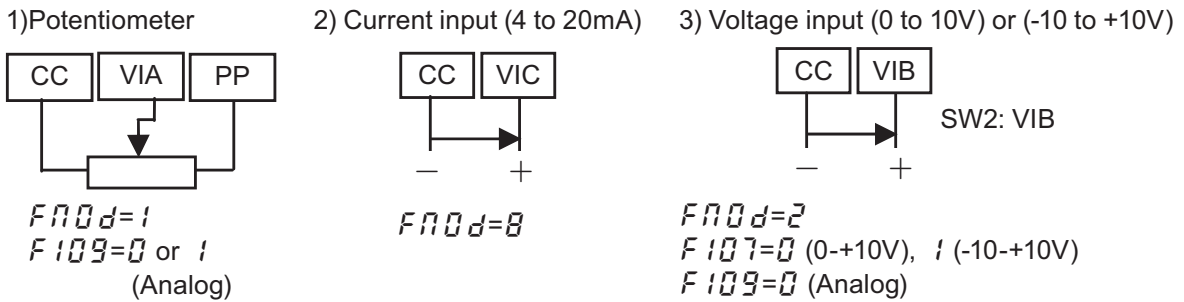 1)Potentiometer
CC VIA PP
FMOd=1
F109=0 or 1
(Analog)
2) Current input (4 to 20mA)
CC VIC
− +
FMOd=8
3) Voltage input (0 to 10V) or (-10 to +10V)
CC VIB
SW2: VIB
− +
FMOd=2
F107=0 (0-+10V), 1 (-10-+10V)
F109=0 (Analog)